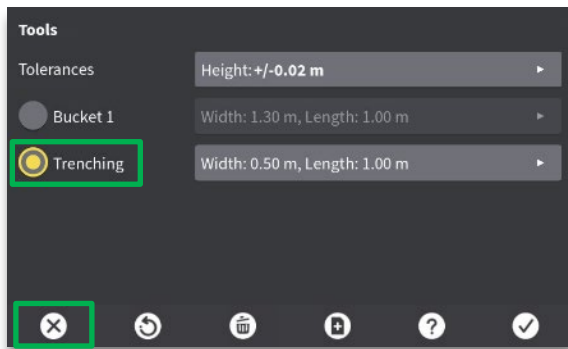 Tools
Tolerances Height: +/-0.02 m
Bucket 1 Width: 1.30 m, Length: 1.00 m
Trenching Width: 0.50 m, Length: 1.00 m
?